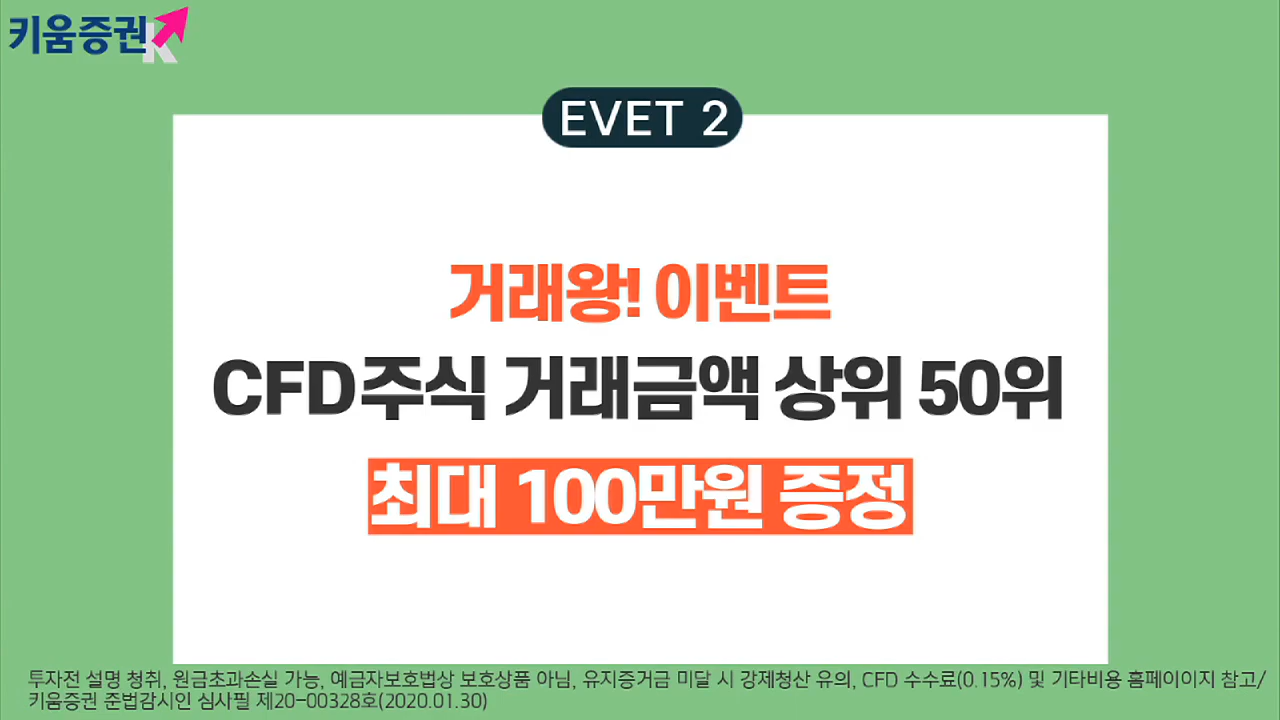 키움증권
EVET 2
거래왕! 이벤트
CFD주식 거래금액 상위 50위
최대 100만원 증정
투자전 설명 청취, 원금초과손실 가능, 예금자보호법상 보호상품 아님, 유지증거금 미달 시 강제청산 유의, CFD 수수료(0.15%) 및 기타비용 홈페이이지 참고/
키움증권 준법감시인 심사필 제20-00328호(2020.01.30)